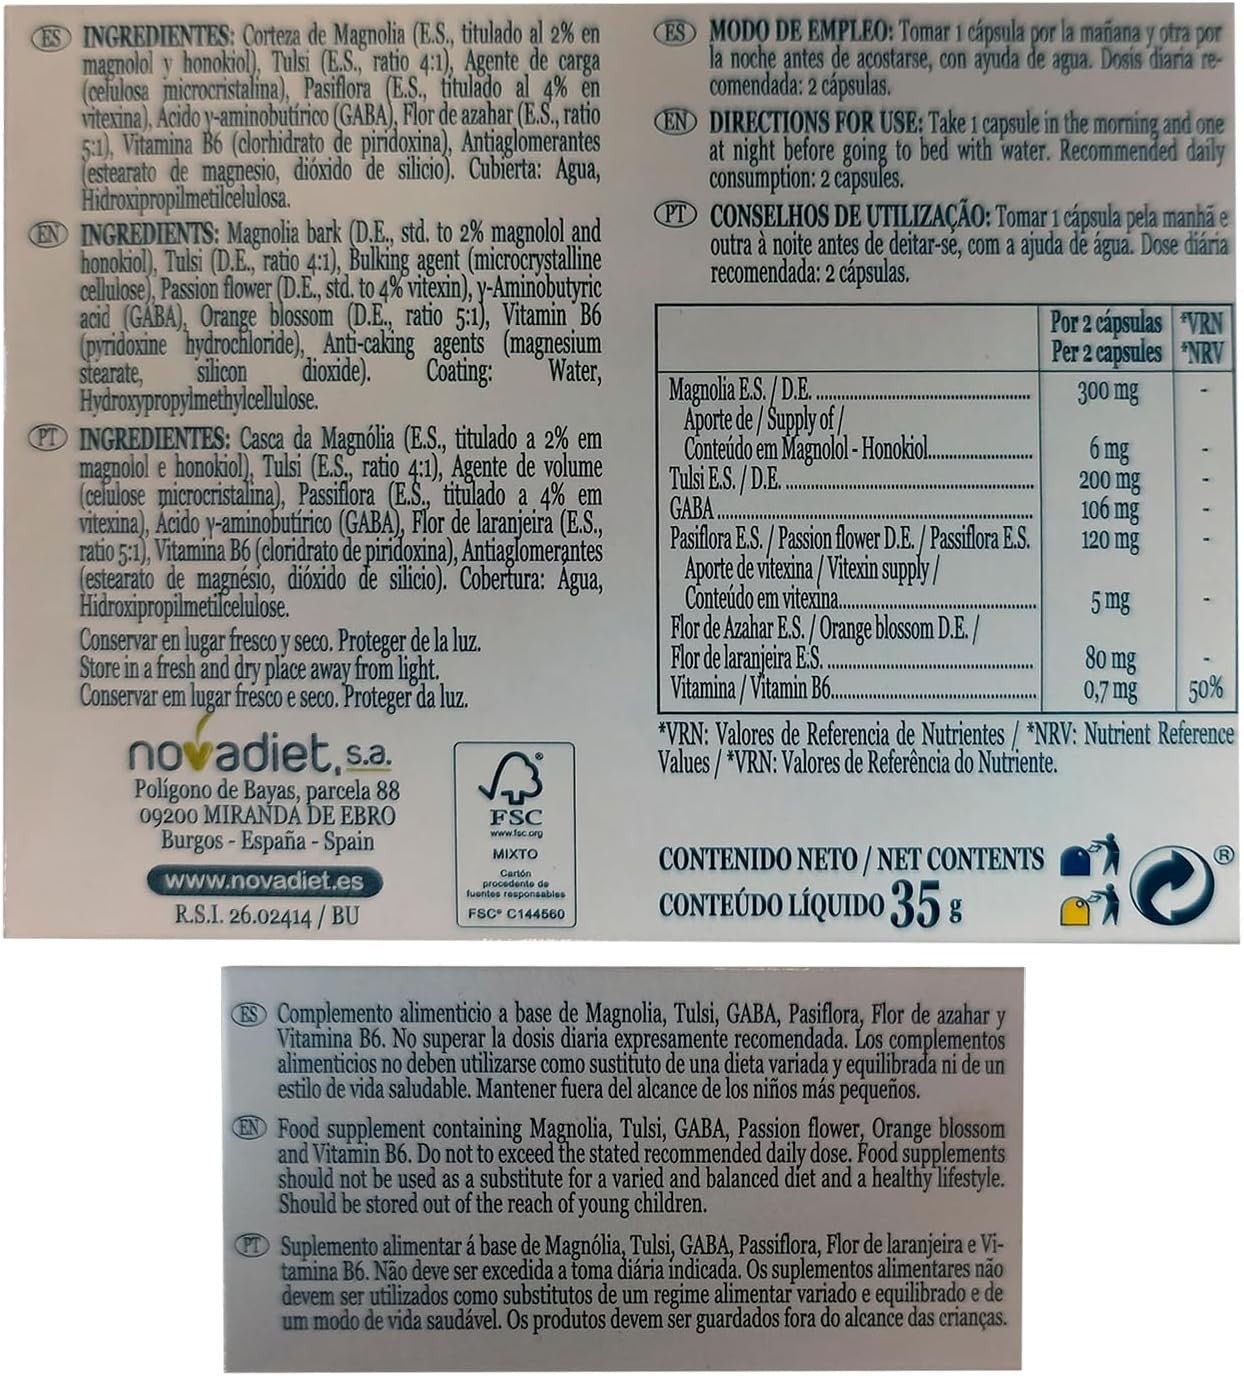 ES INGREDIENTES: Corteza de Magnolia (E.S., titulado al 2% en
magnolol y honokiol), Tulsi (E.S., ratio 4:1), Agente de carga
(celulosa microcristalina), Pasiflora (E.S., titulado al 4% en
vitexina), Ácido γ-aminobutírico (GABA), Flor de azahar (E.S., ratio
5:1), Vitamina B6 (clorhidrato de piridoxina), Antiaglomerantes
(estearato de magnesio, dióxido de silicio). Cubierta: Agua,
Hidroxipropilmetilcelulosa.
EN INGREDIENTS: Magnolia bark (D.E., std. to 2% magnolol and
honokiol), Tulsi (D.E., ratio 4:1), Bulking agent (microcrystalline
cellulose), Passion flower (D.E., std. to 4% vitexin), γ-Aminobutyric
acid (GABA), Orange blossom (D.E., ratio 5:1), Vitamin B6
(pyridoxine hydrochloride), Anti-caking agents (magnesium
stearate, silicon dioxide). Coating: Water,
Hydroxypropylmethylcellulose.
PT INGREDIENTES: Casca da Magnólia (E.S., titulado a 2% em
magnolol e honokiol), Tulsi (E.S., ratio 4:1), Agente de volume
(celulose microcristalina), Passiflora (E.S., titulado a 4% em
vitexina), Ácido γ-aminobutírico (GABA), Flor de laranjeira (E.S.,
ratio 5:1), Vitamina B6 (cloridrato de piridoxina), Antiaglomerantes
(estearato de magnésio, dióxido de silicio). Cobertura: Água,
Hidroxipropilmetilcelulose.
Conservar en lugar fresco y seco. Proteger de la luz.
Store in a fresh and dry place away from light.
Conservar em lugar fresco e seco. Proteger da luz.
novadiet, s.a.
Polígono de Bayas, parcela 88
09200 MIRANDA DE EBRO
Burgos - España - Spain
www.novadiet.es
R.S.I. 26.02414 / BU
®
FSC
www.fsc.org
MIXTO
Cartón
procedente de
fuentes responsables
FSC® C144560
ES MODO DE EMPLEO: Tomar 1 cápsula por la mañana y otra por
la noche antes de acostarse, con ayuda de agua. Dosis diaria re-
comendada: 2 cápsulas.
EN DIRECTIONS FOR USE: Take 1 capsule in the morning and one
at night before going to bed with water. Recommended daily
consumption: 2 capsules.
PT CONSELHOS DE UTILIZAÇÃO: Tomar 1 cápsula pela manhã e
outra à noite antes de deitar-se, com a ajuda de água. Dose diária
recomendada: 2 cápsulas.
Por 2 cápsulas *VRN
Per 2 capsules *NRV
Magnolia E.S. / D.E. 300 mg -
Aporte de / Supply of /
Conteúdo em Magnolol - Honokiol 6 mg -
Tulsi E.S. / D.E. 200 mg -
GABA 106 mg -
Pasiflora E.S. / Passion flower D.E. / Passiflora E.S. 120 mg -
Aporte de vitexina / Vitexin supply /
Conteúdo em vitexina 5 mg -
Flor de Azahar E.S. / Orange blossom D.E. /
Flor de laranjeira E.S. 80 mg -
Vitamina / Vitamin B6 0,7 mg 50%
*VRN: Valores de Referencia de Nutrientes / *NRV: Nutrient Reference
Values / *VRN: Valores de Referência do Nutriente.
CONTENIDO NETO / NET CONTENTS
CONTEÚDO LÍQUIDO 35 g
®
ES Complemento alimenticio a base de Magnolia, Tulsi, GABA, Pasiflora, Flor de azahar y
Vitamina B6. No superar la dosis diaria expresamente recomendada. Los complementos
alimenticios no deben utilizarse como sustituto de una dieta variada y equilibrada ni de un
estilo de vida saludable. Mantener fuera del alcance de los niños más pequeños.
EN Food supplement containing Magnolia, Tulsi, GABA, Passion flower, Orange blossom
and Vitamin B6. Do not to exceed the stated recommended daily dose. Food supplements
should not be used as a substitute for a varied and balanced diet and a healthy lifestyle.
Should be stored out of the reach of young children.
PT Suplemento alimentar á base de Magnólia, Tulsi, GABA, Passiflora, Flor de laranjeira e Vi-
tamina B6. Não deve ser excedida a toma diária indicada. Os suplementos alimentares não
devem ser utilizados como substitutos de um regime alimentar variado e equilibrado e de
um modo de vida saudável. Os produtos devem ser guardados fora do alcance das crianças.